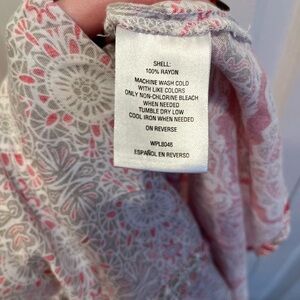 SHELL:
100% RAYON
MACHINE WASH COLD
WITH LIKE COLORS
ONLY NON-CHLORINE BLEACH
WHEN NEEDED
TUMBLE DRY LOW
COOL IRON WHEN NEEDED
ON REVERSE
WPL8046
ESPAÑOL EN REVERSO